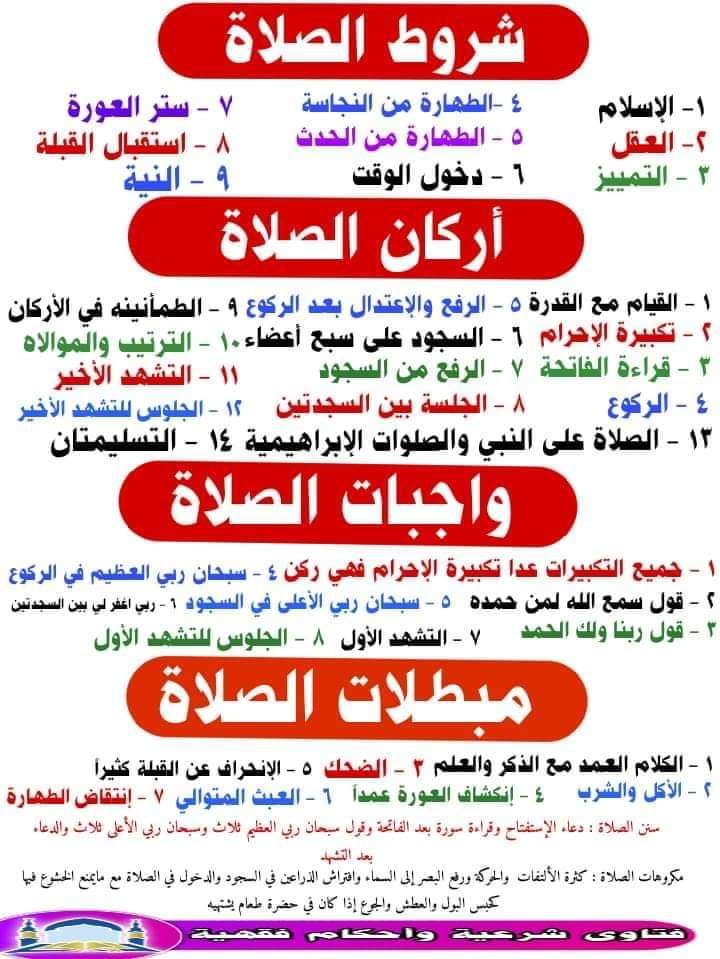 شروط الصلاة
١- الإسلام
٢- العقل
٣ - التمييز
٤ -الطهارة من النجاسة
٥ - الطهارة من الحدث
٦ - دخول الوقت
٧ - ستر العورة
٨ - استقبال القبلة
٩ - النية
أركان الصلاة
١ - القيام مع القدرة
٢ - تكبيرة الإحرام
٣ - قراءة الفاتحة
٤ - الركوع
٥ - الرفع والإعتدال بعد الركوع
٦ - السجود على سبع أعضاء
٧ - الرفع من السجود
٨ - الجلسة بين السجدتين
٩ - الطمأنينه في الأركان
١٠ - الترتيب والموالاه
١١ - التشهد الأخير
١٢ - الجلوس للتشهد الأخير
١٣ - الصلاة على النبي والصلوات الإبراهيمية ١٤ - التسليمتان
واجبات الصلاة
١ - جميع التكبيرات عدا تكبيرة الإحرام فهي ركن
٢ - قول سمع الله لمن حمده
٣ - قول ربنا ولك الحمد
٤ - سبحان ربي العظيم في الركوع
٥ - سبحان ربي الأعلى في السجود
٦ - ربي اغفر لي بين السجدتين
٧ - التشهد الأول
٨ - الجلوس للتشهد الأول
مبطلات الصلاة
١ - الكلام العمد مع الذكر والعلم
٢ - الأكل والشرب
٣ - الضحك
٤ - إنكشاف العورة عمداً
٥ - الإنحراف عن القبلة كثيراً
٦ - العبث المتوالي
٧ - إنتقاض الطهارة
سنن الصلاة : دعاء الإستفتاح وقراءة سورة بعد الفاتحة وقول سبحان ربي العظيم ثلاث وسبحان ربي الأعلى ثلاث والدعاء
بعد التشهد
مكروهات الصلاة : كثرة الألتفات والحركة ورفع البصر إلى السماء وافتراش الذراعين في السجود والدخول في الصلاة مع مايمنع الخشوع فيها
كحبس البول والعطش والجوع إذا كان في حضرة طعام يشتهيه
فتاوى شرعية واحكام فقهية